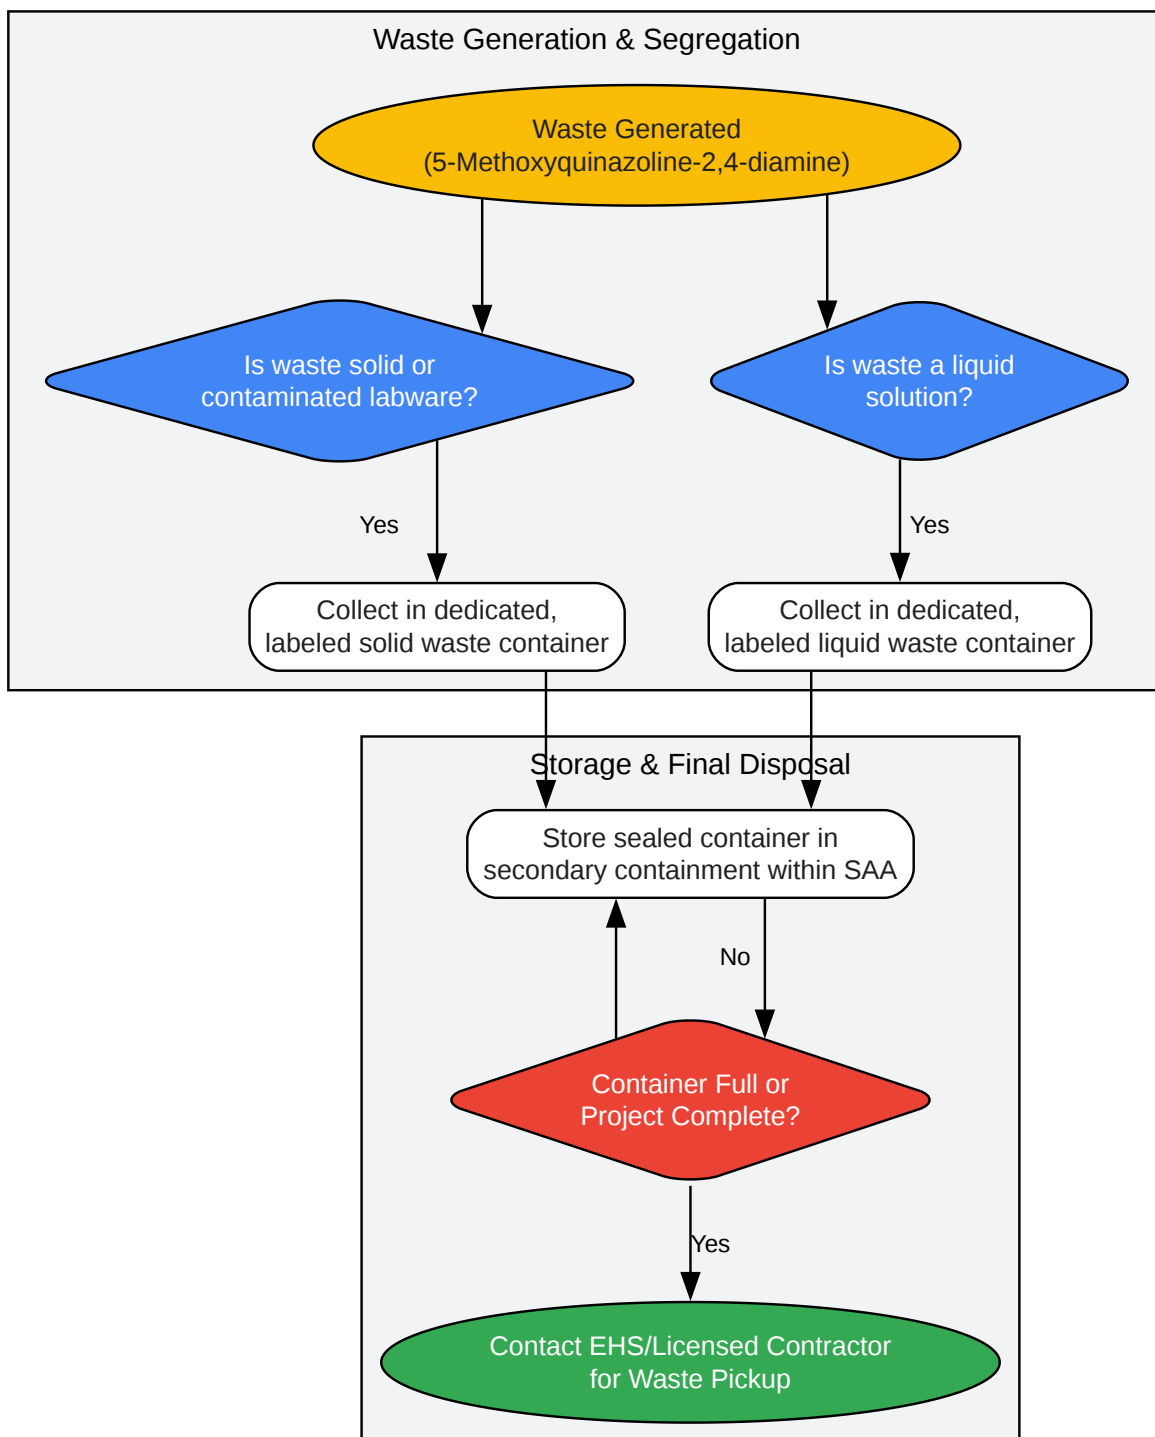 Waste Generation & Segregation
Waste Generated
(5-Methoxyquinazoline-2,4-diamine)
Is waste solid or
contaminated labware?
Is waste a liquid
solution?
Yes
Yes
Collect in dedicated,
labeled solid waste container
Collect in dedicated,
labeled liquid waste container
Storage & Final Disposal
Store sealed container in
secondary containment within SAA
No
Container Full or
Project Complete?
Yes
Contact EHS/Licensed Contractor
for Waste Pickup